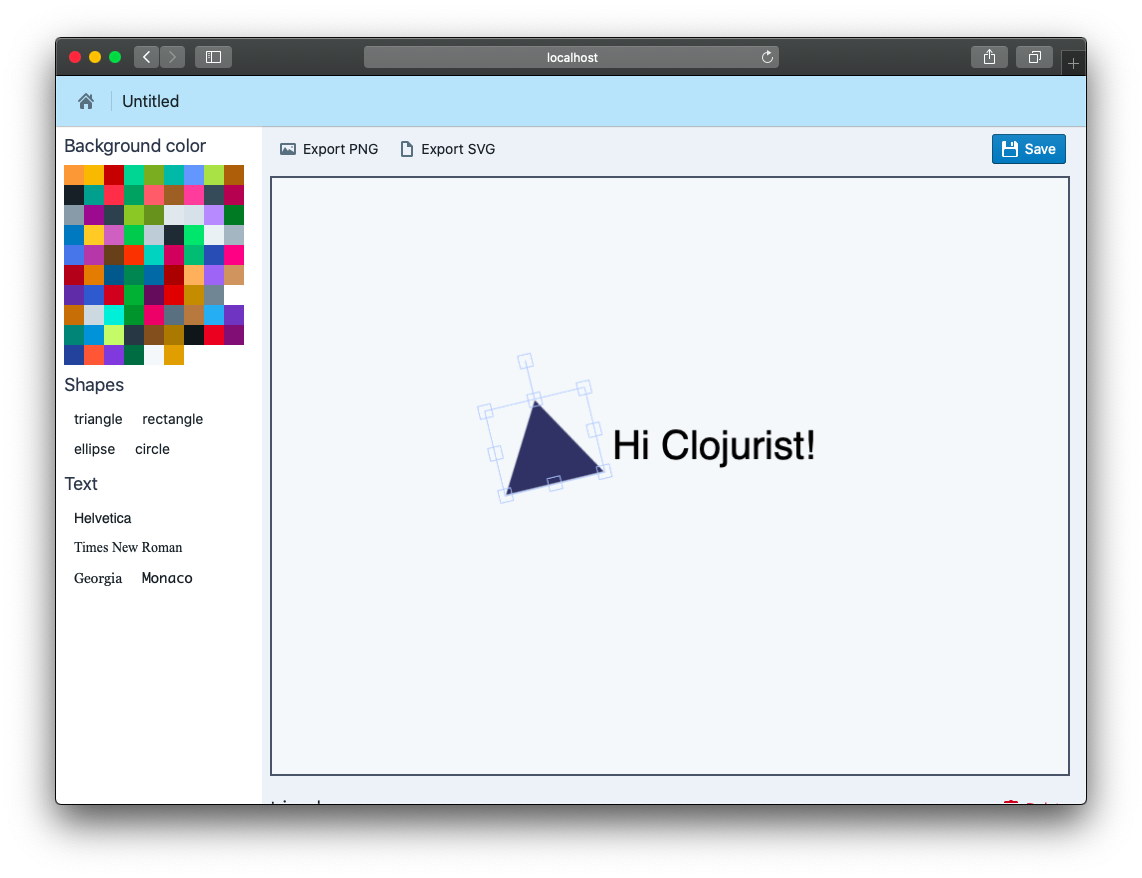 localhost
Untitled
Background color
Export PNG Export SVG Save
Shapes
triangle rectangle
ellipse circle
Text
Helvetica
Times New Roman
Georgia Monaco
Hi Clojurist!